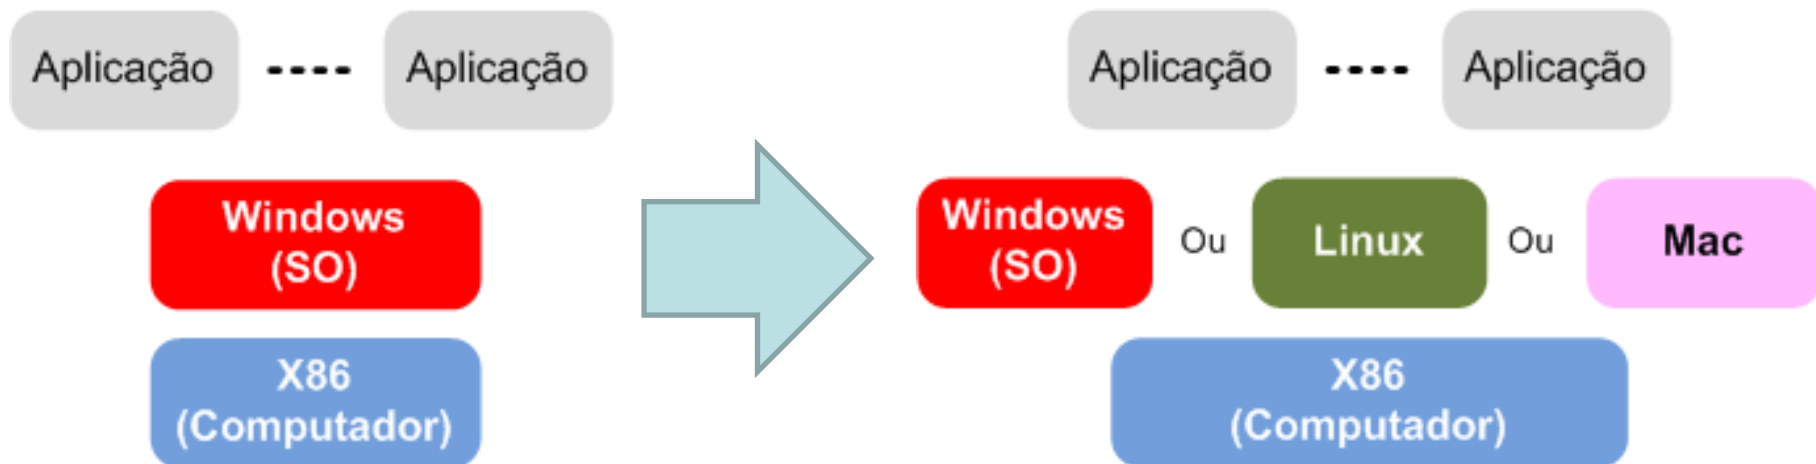 Aplicação ---- Aplicação
Windows
(SO)
X86
(Computador)
Aplicação ---- Aplicação
Windows
(SO)
Ou
Linux
Ou
Mac
X86
(Computador)